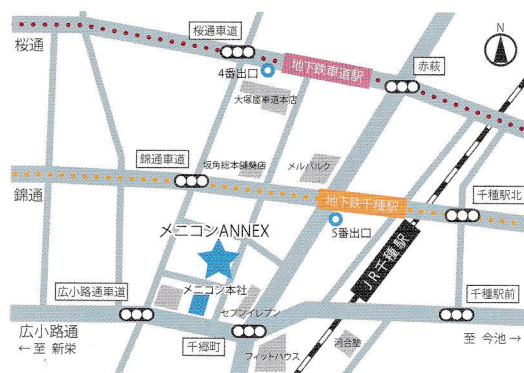 桜通車道
N
桜通
地下鉄車道駅
赤萩
4番出口
大塚屋車道本店
錦通車道
坂角総本舗葵店
メルパルク
地下鉄千種駅
千種駅北
錦通
5番出口
メニコンANNEX
JR千種駅
広小路通車道
メニコン本社
千種駅前
セブンイレブン
広小路通
← 至 新栄
千郷町
フィットハウス
河合塾
至 今池 →